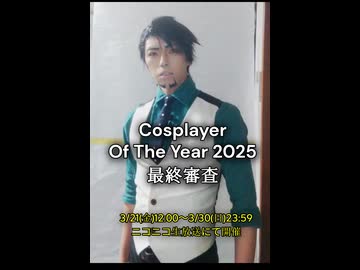 Cosplayer
Of The Year 2025
最終審査
3/21(金)12:00～3/30(日)23:59
ニコニコ生放送にて開催